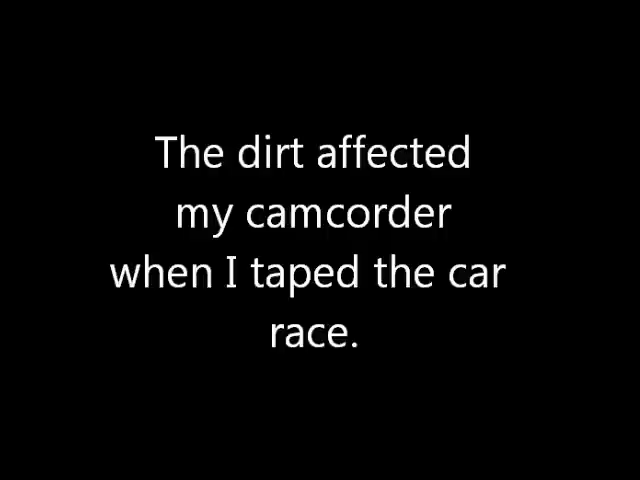 The dirt affected
my camcorder
when I taped the car
race.